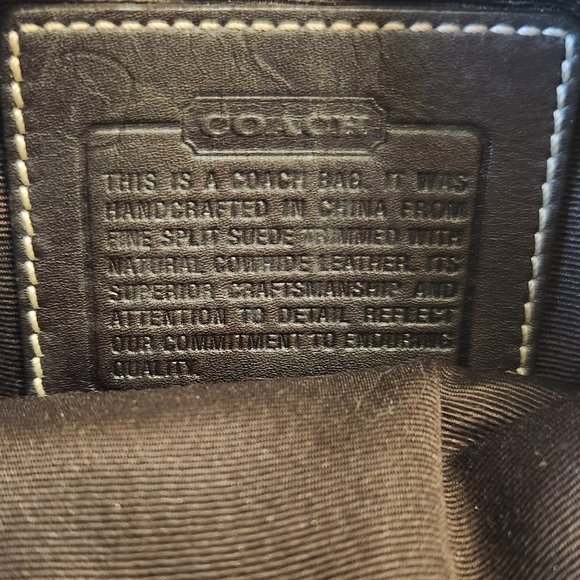 COACH
THIS IS A COACH BAG. IT WAS
HANDCRAFTED IN CHINA FROM
FINE SPLIT SUEDE TRIMMED WITH
NATURAL COWHIDE LEATHER. ITS
SUPERIOR CRAFTSMANSHIP AND
ATTENTION TO DETAIL REFLECT
OUR COMMITMENT TO ENDURING
QUALITY.